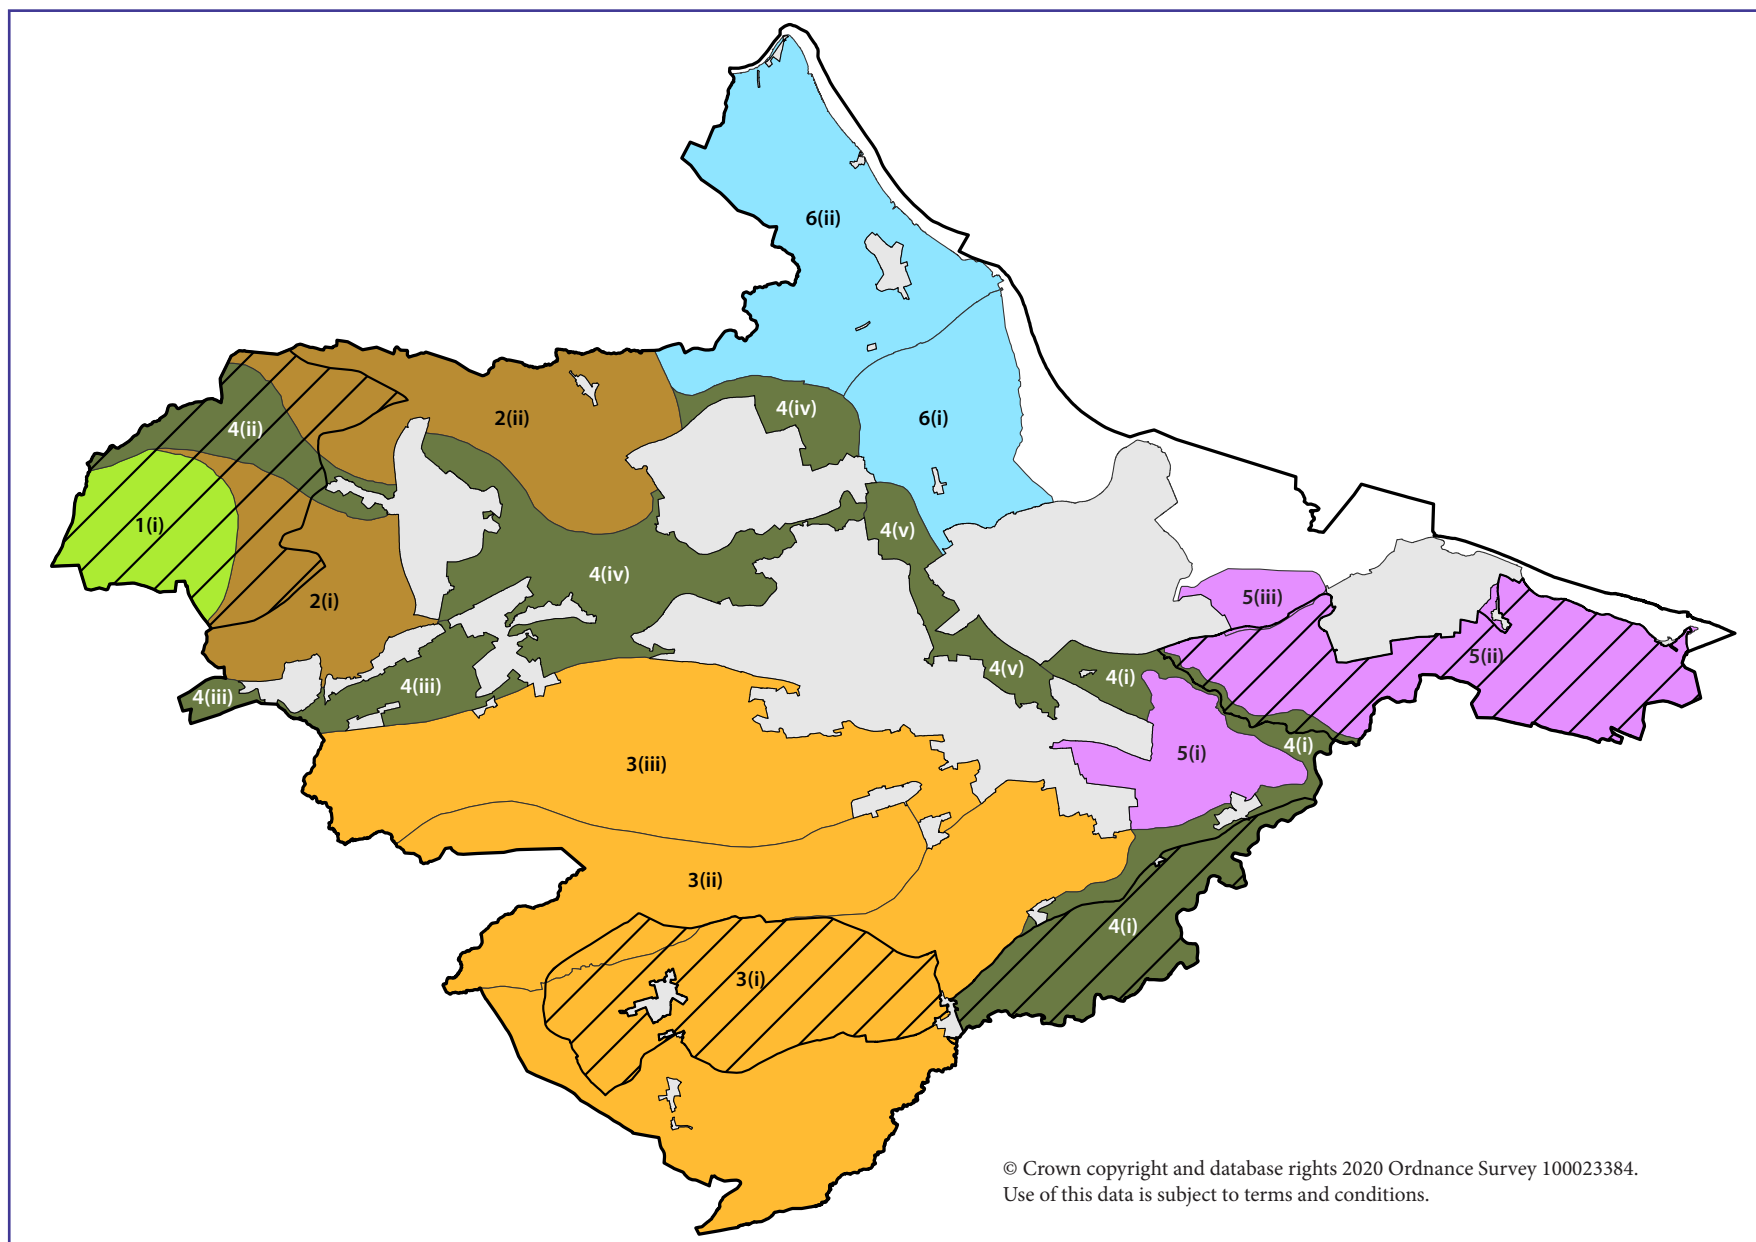 6(ii)
4(iv)
2(ii)
6(i)
4(ii)
1(i)
4(v)
4(iv)
2(i)
5(iii)
5(ii)
4(v)
4(i)
4(iii)
4(iii)
4(i)
5(i)
3(iii)
3(ii)
4(i)
3(i)
© Crown copyright and database rights 2020 Ordnance Survey 100023384.
Use of this data is subject to terms and conditions.